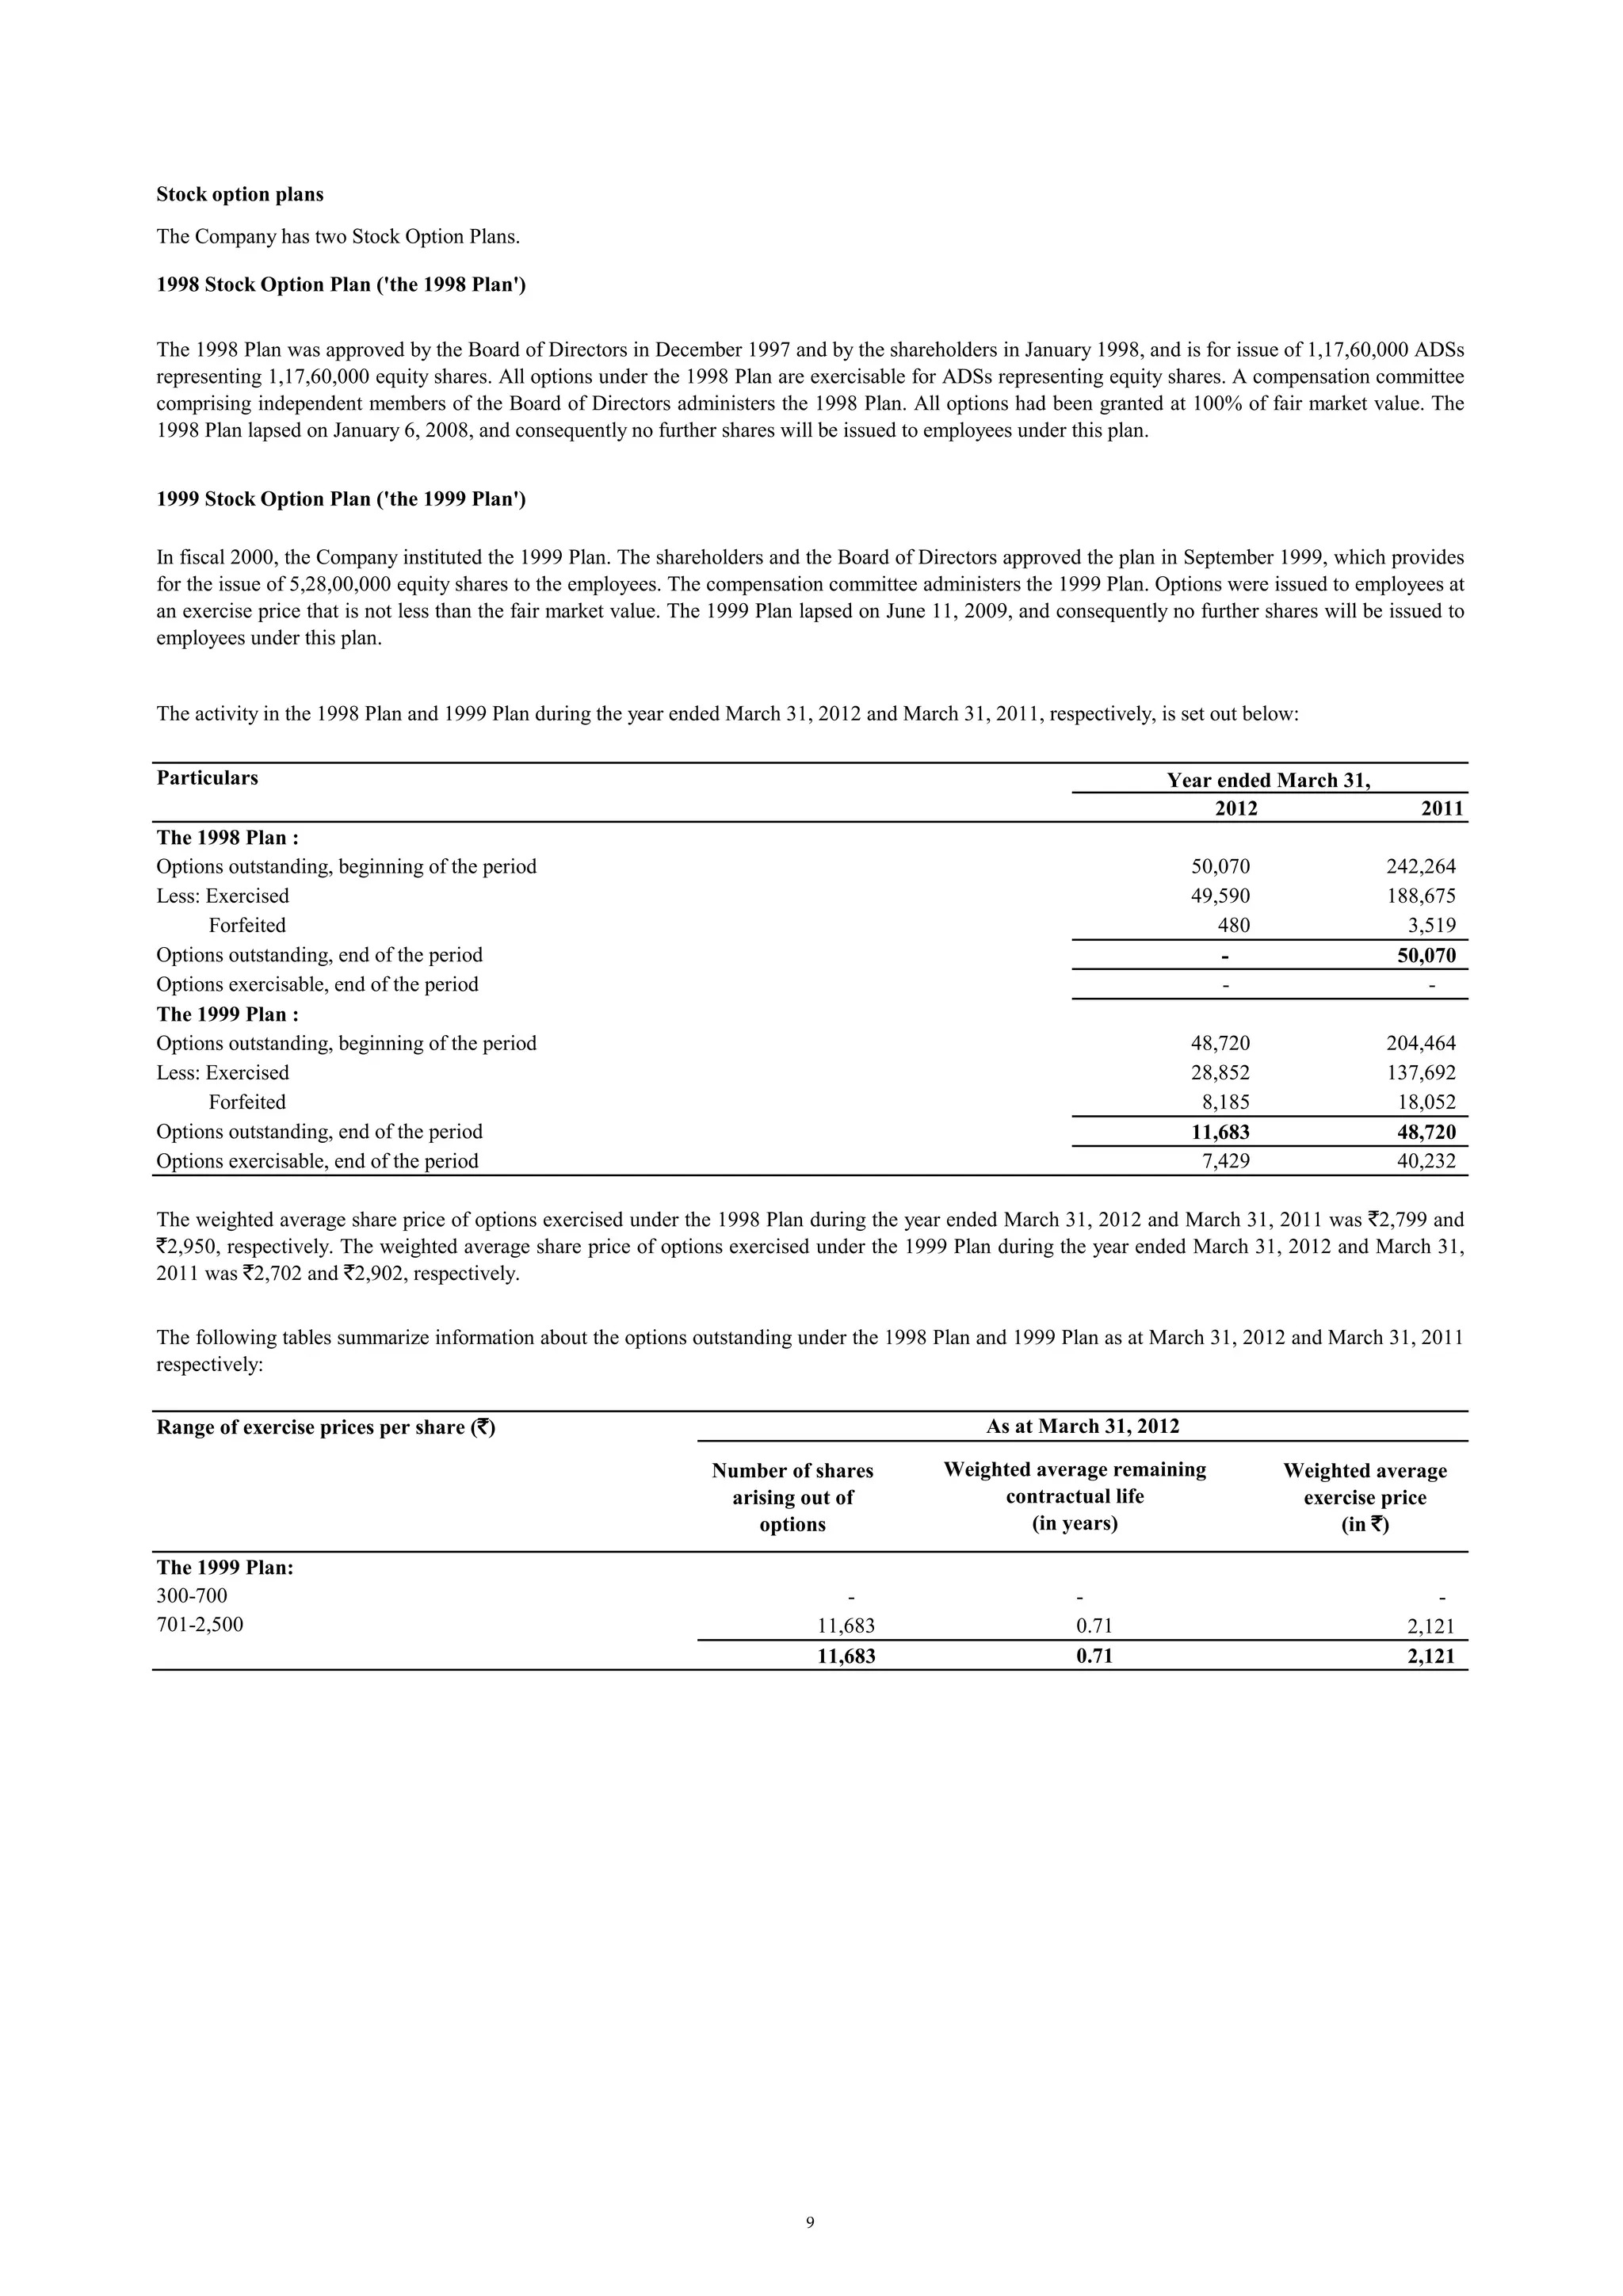 Stock option plans
The Company has two Stock Option Plans.
1998 Stock Option Plan ('the 1998 Plan')
The 1998 Plan was approved by the Board of Directors in December 1997 and by the shareholders in January 1998, and is for issue of 1,17,60,000 ADSs
representing 1,17,60,000 equity shares. All options under the 1998 Plan are exercisable for ADSs representing equity shares. A compensation committee
comprising independent members of the Board of Directors administers the 1998 Plan. All options had been granted at 100% of fair market value. The
1998 Plan lapsed on January 6, 2008, and consequently no further shares will be issued to employees under this plan.
1999 Stock Option Plan ('the 1999 Plan')
In fiscal 2000, the Company instituted the 1999 Plan. The shareholders and the Board of Directors approved the plan in September 1999, which provides
for the issue of 5,28,00,000 equity shares to the employees. The compensation committee administers the 1999 Plan. Options were issued to employees at
an exercise price that is not less than the fair market value. The 1999 Plan lapsed on June 11, 2009, and consequently no further shares will be issued to
employees under this plan.
The activity in the 1998 Plan and 1999 Plan during the year ended March 31, 2012 and March 31, 2011, respectively, is set out below:
Particulars Year ended March 31,
2012 2011
The 1998 Plan :
Options outstanding, beginning of the period 50,070 242,264
Less: Exercised 49,590 188,675
Forfeited 480 3,519
Options outstanding, end of the period - 50,070
Options exercisable, end of the period - -
The 1999 Plan :
Options outstanding, beginning of the period 48,720 204,464
Less: Exercised 28,852 137,692
Forfeited 8,185 18,052
Options outstanding, end of the period 11,683 48,720
Options exercisable, end of the period 7,429 40,232
The weighted average share price of options exercised under the 1998 Plan during the year ended March 31, 2012 and March 31, 2011 was ₹2,799 and
₹2,950, respectively. The weighted average share price of options exercised under the 1999 Plan during the year ended March 31, 2012 and March 31,
2011 was ₹2,702 and ₹2,902, respectively.
The following tables summarize information about the options outstanding under the 1998 Plan and 1999 Plan as at March 31, 2012 and March 31, 2011
respectively:
Range of exercise prices per share (₹) As at March 31, 2012
Number of shares Weighted average remaining Weighted average
arising out of contractual life exercise price
options (in years) (in ₹)
The 1999 Plan:
300-700 - - -
701-2,500 11,683 0.71 2,121
11,683 0.71 2,121
9